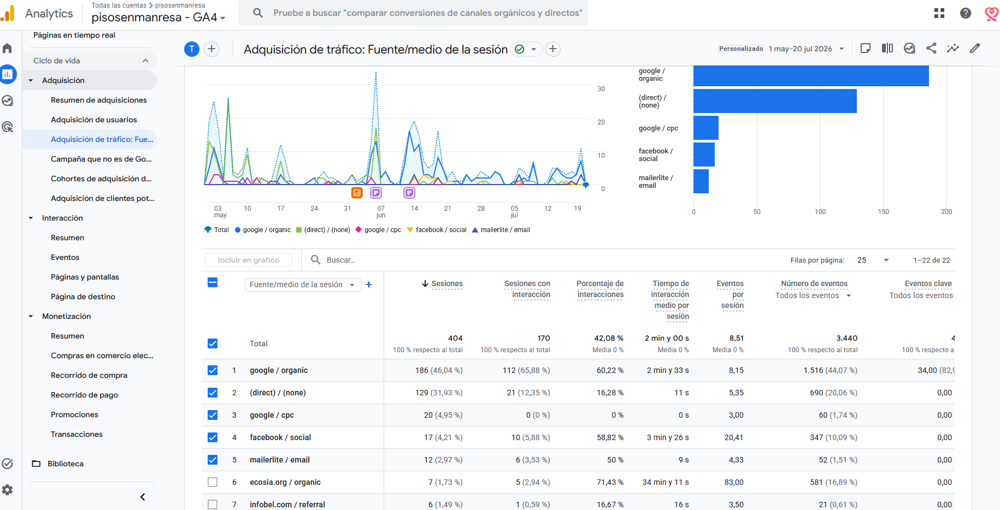 Analytics
Todas las cuentas > pisosenmanresa
pisosenmanresa - GA4
Pruebe a buscar "comparar conversiones de canales orgánicos y directos"
Páginas en tiempo real
Ciclo de vida
Adquisición
Resumen de adquisiciones
Adquisición de usuarios
Adquisición de tráfico: Fue...
Campaña que no es de Go...
Cohortes de adquisición d...
Adquisición de clientes pot...
Interacción
Resumen
Eventos
Páginas y pantallas
Página de destino
Monetización
Resumen
Compras en comercio elec...
Recorrido de compra
Recorrido de pago
Promociones
Transacciones
Biblioteca
T
Adquisición de tráfico: Fuente/medio de la sesión
Personalizado 1 may-20 jul 2026
30
20
10
0
03 may
10
17
24
31
07 jun
14
21
28
05 jul
12
19
Total
google / organic
(direct) / (none)
google / cpc
facebook / social
mailerlite / email
google / organic
(direct) / (none)
google / cpc
facebook / social
mailerlite / email
0
50
100
150
200
Incluir en gráfico
Buscar...
Filas por página: 25
1–22 de 22
Fuente/medio de la sesión
Sesiones
Sesiones con interacción
Porcentaje de interacciones
Tiempo de interacción medio por sesión
Eventos por sesión
Número de eventos
Todos los eventos
Eventos clave
Todos los eventos
Total
404
100 % respecto al total
170
100 % respecto al total
42,08 %
Media 0 %
2 min y 00 s
Media 0 %
8,51
Media 0 %
3.440
100 % respecto al total
4
100 % respecto a
1 google / organic 186 (46,04 %) 112 (65,88 %) 60,22 % 2 min y 33 s 8,15 1.516 (44,07 %) 34,00 (82,9
2 (direct) / (none) 129 (31,93 %) 21 (12,35 %) 16,28 % 11 s 5,35 690 (20,06 %) 0,00
3 google / cpc 20 (4,95 %) 0 (0 %) 0 % 0 s 3,00 60 (1,74 %) 0,00
4 facebook / social 17 (4,21 %) 10 (5,88 %) 58,82 % 3 min y 26 s 20,41 347 (10,09 %) 0,00
5 mailerlite / email 12 (2,97 %) 6 (3,53 %) 50 % 9 s 4,33 52 (1,51 %) 0,00
6 ecosia.org / organic 7 (1,73 %) 5 (2,94 %) 71,43 % 34 min y 11 s 83,00 581 (16,89 %) 0,00
7 infobel.com / referral 6 (1,49 %) 1 (0,59 %) 16,67 % 16 s 3,50 21 (0,61 %) 0,00